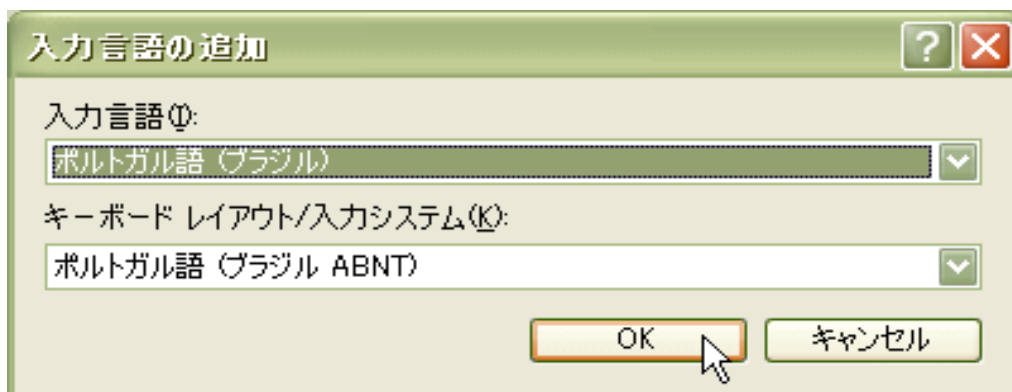 入力言語の追加
入力言語(I):
ポルトガル語 (ブラジル)
キーボード レイアウト/入力システム(K):
ポルトガル語 (ブラジル ABNT)
OK キャンセル